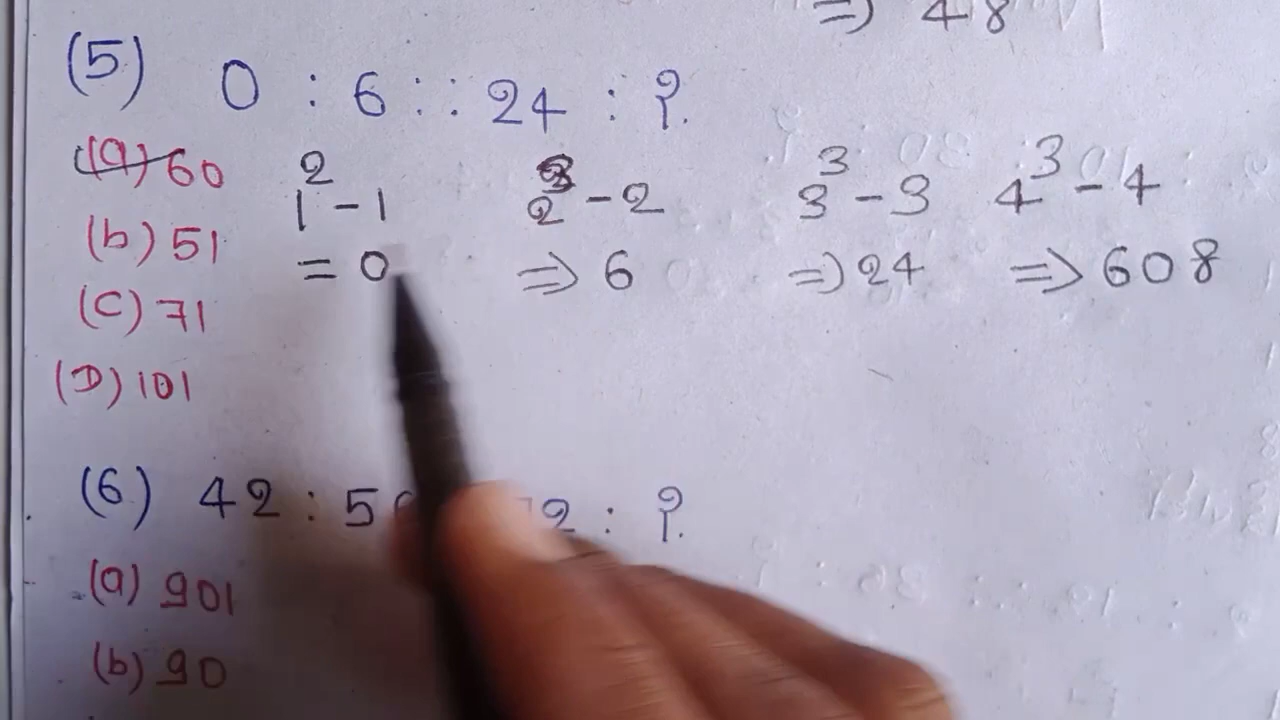 =) 48
(5) 0 : 6 :: 24 : ?
(a) 60
1² - 1
2³ - 2
3³ - 3
4³ - 4
(b) 51
= 0
=) 6
=) 24
=) 608
(C) 71
(D) 101
(6) 42 : 72 : ?
(a) 901
(b) 90